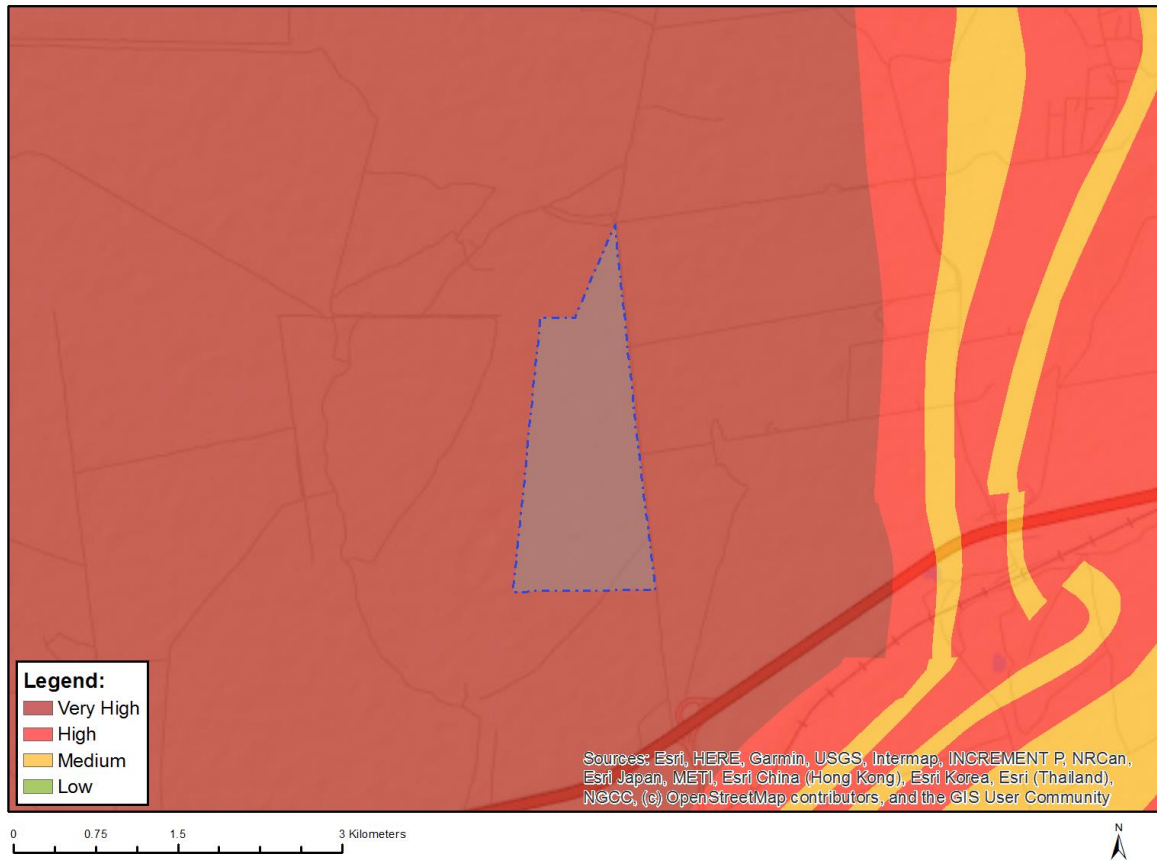 Legend:
Very High
High
Medium
Low
Sources: Esri, HERE, Garmin, USGS, Intermap, INCREMENT P, NRCan,
Esri Japan, METI, Esri China (Hong Kong), Esri Korea, Esri (Thailand),
NGCC, (c) OpenStreetMap contributors, and the GIS User Community
0 0.75 1.5 3 Kilometers
N